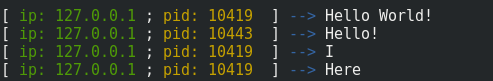 [ ip: 127.0.0.1 ; pid: 10419  ] --> Hello World!
[ ip: 127.0.0.1 ; pid: 10443  ] --> Hello!
[ ip: 127.0.0.1 ; pid: 10419  ] --> I
[ ip: 127.0.0.1 ; pid: 10419  ] --> Here